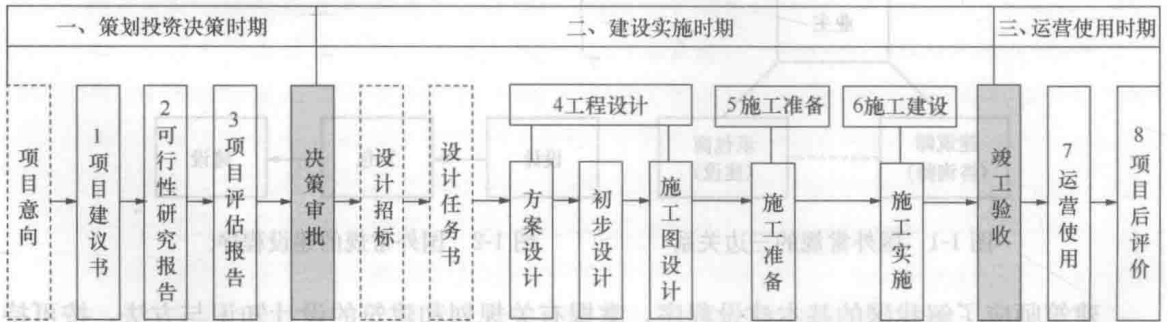 一、策划投资决策时期
二、建设实施时期
三、运营使用时期
4工程设计
5施工准备
6施工建设
项目意向
1项目建议书
2可行性研究报告
3项目评估报告
决策审批
设计招标
设计任务书
方案设计
初步设计
施工图设计
施工准备
施工实施
竣工验收
7运营使用
8项目后评价